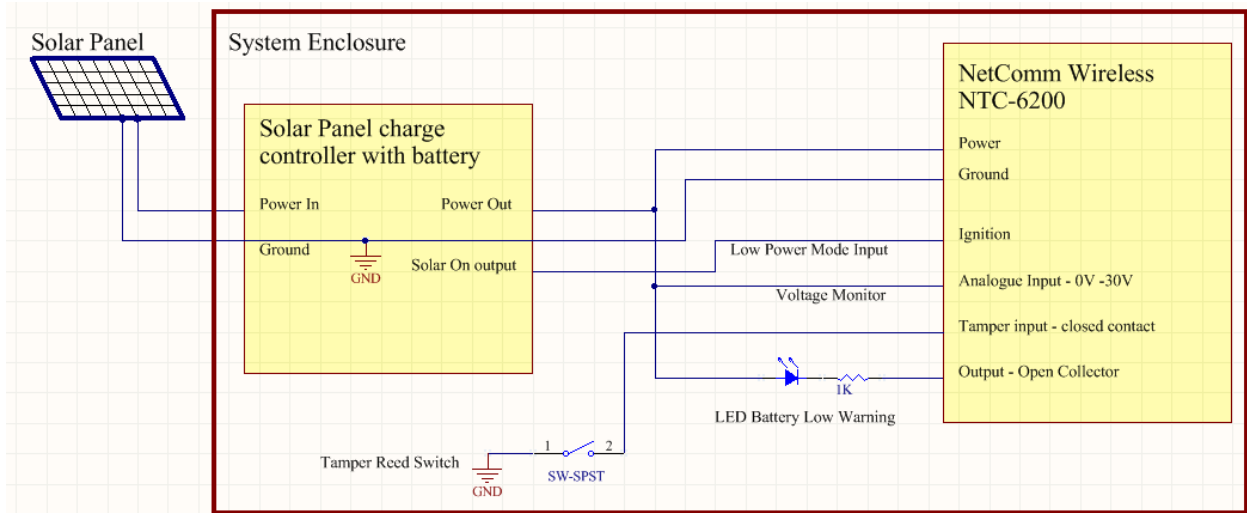 Solar Panel
System Enclosure
NetComm Wireless
NTC-6200
Solar Panel charge
controller with battery
Power
Ground
Power In
Power Out
Ignition
Ground
Low Power Mode Input
Solar On output
GND
Analogue Input - 0V -30V
Voltage Monitor
Tamper input - closed contact
Output - Open Collector
1K
LED Battery Low Warning
1
2
Tamper Reed Switch
SW-SPST
GND